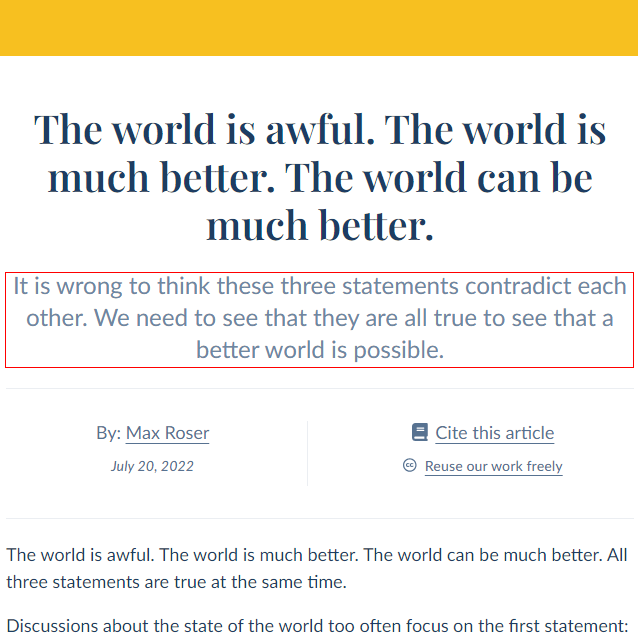 The world is awful. The world is
much better. The world can be
much better.
It is wrong to think these three statements contradict each
other. We need to see that they are all true to see that a
better world is possible.
By: Max Roser
July 20, 2022
Cite this article
Reuse our work freely
The world is awful. The world is much better. The world can be much better. All
three statements are true at the same time.
Discussions about the state of the world too often focus on the first statement: